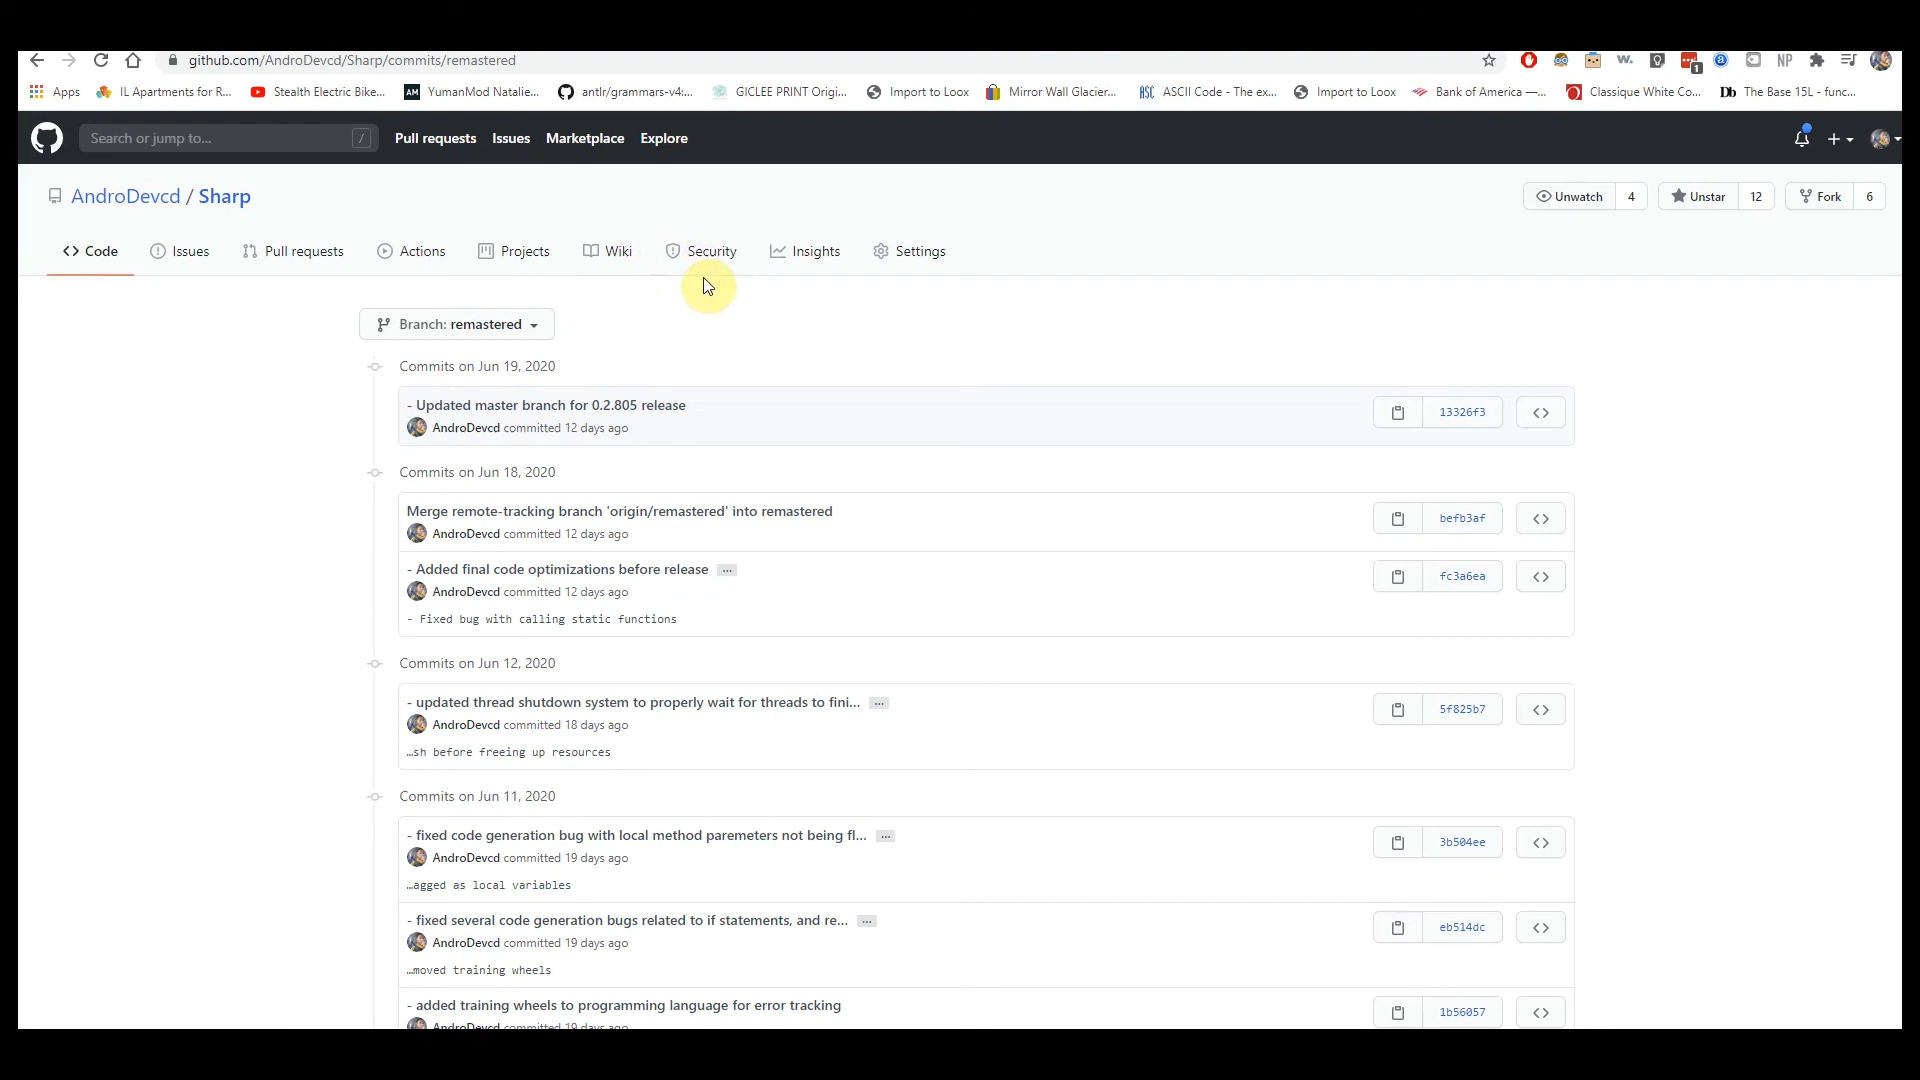 github.com/AndroDevcd/Sharp/commits/remastered
1
NP
Apps IL Apartments for R... Stealth Electric Bike... AM YumanMod Natalie... antlr/grammars-v4:... GICLEE PRINT Origi... Import to Loox Mirror Wall Glacier... ASC ASCII Code - The ex... Import to Loox Bank of America —... Classique White Co... Db The Base 15L - func...
Search or jump to... / Pull requests Issues Marketplace Explore
AndroDevcd / Sharp Unwatch 4 Unstar 12 Fork 6
Code Issues Pull requests Actions Projects Wiki Security Insights Settings
Branch: remastered
Commits on Jun 19, 2020
- Updated master branch for 0.2.805 release 13326f3
AndroDevcd committed 12 days ago
Commits on Jun 18, 2020
Merge remote-tracking branch 'origin/remastered' into remastered befb3af
AndroDevcd committed 12 days ago
- Added final code optimizations before release ... fc3a6ea
AndroDevcd committed 12 days ago
- Fixed bug with calling static functions
Commits on Jun 12, 2020
- updated thread shutdown system to properly wait for threads to fini... ... 5f825b7
AndroDevcd committed 18 days ago
…sh before freeing up resources
Commits on Jun 11, 2020
- fixed code generation bug with local method paremeters not being fl... ... 3b504ee
AndroDevcd committed 19 days ago
…agged as local variables
- fixed several code generation bugs related to if statements, and re... ... eb514dc
AndroDevcd committed 19 days ago
…moved training wheels
- added training wheels to programming language for error tracking 1b56057
AndroDevcd committed 19 days ago